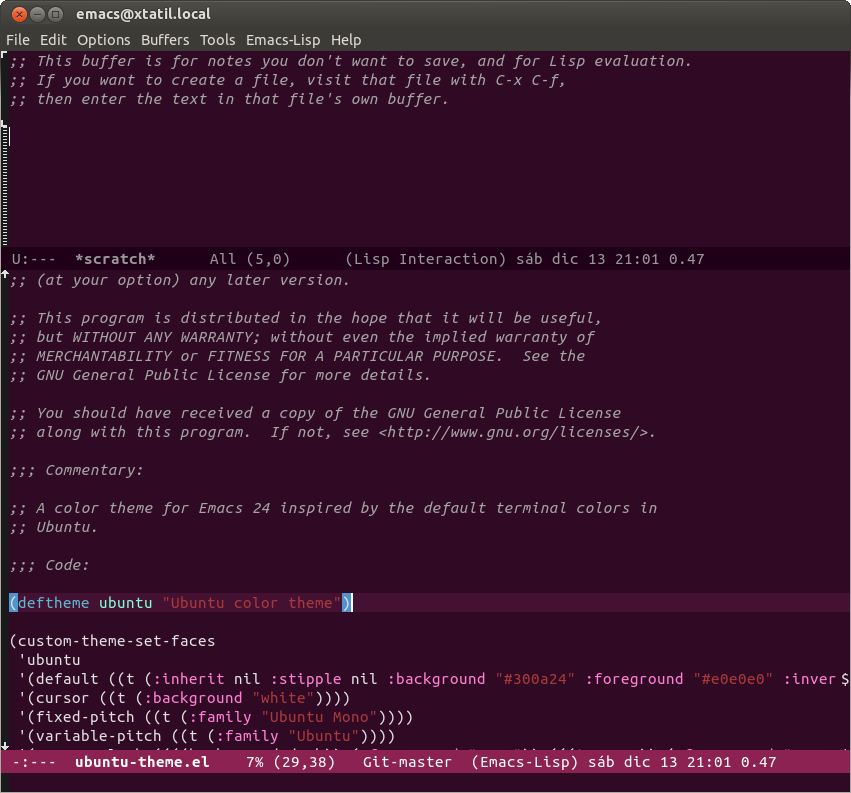 emacs@xtatil.local
File Edit Options Buffers Tools Emacs-Lisp Help
;; This buffer is for notes you don't want to save, and for Lisp evaluation.
;; If you want to create a file, visit that file with C-x C-f,
;; then enter the text in that file's own buffer.
U:--- *scratch* All (5,0) (Lisp Interaction) sáb dic 13 21:01 0.47
;; (at your option) any later version.
;; This program is distributed in the hope that it will be useful,
;; but WITHOUT ANY WARRANTY; without even the implied warranty of
;; MERCHANTABILITY or FITNESS FOR A PARTICULAR PURPOSE.  See the
;; GNU General Public License for more details.
;; You should have received a copy of the GNU General Public License
;; along with this program.  If not, see <http://www.gnu.org/licenses/>.
;;; Commentary:
;; A color theme for Emacs 24 inspired by the default terminal colors in
;; Ubuntu.
;;; Code:
(deftheme ubuntu "Ubuntu color theme")
(custom-theme-set-faces
'ubuntu
'(default ((t (:inherit nil :stipple nil :background "#300a24" :foreground "#e0e0e0" :inver$
'(cursor ((t (:background "white"))))
'(fixed-pitch ((t (:family "Ubuntu Mono"))))
'(variable-pitch ((t (:family "Ubuntu"))))
-:--- ubuntu-theme.el 7% (29,38) Git-master (Emacs-Lisp) sáb dic 13 21:01 0.47